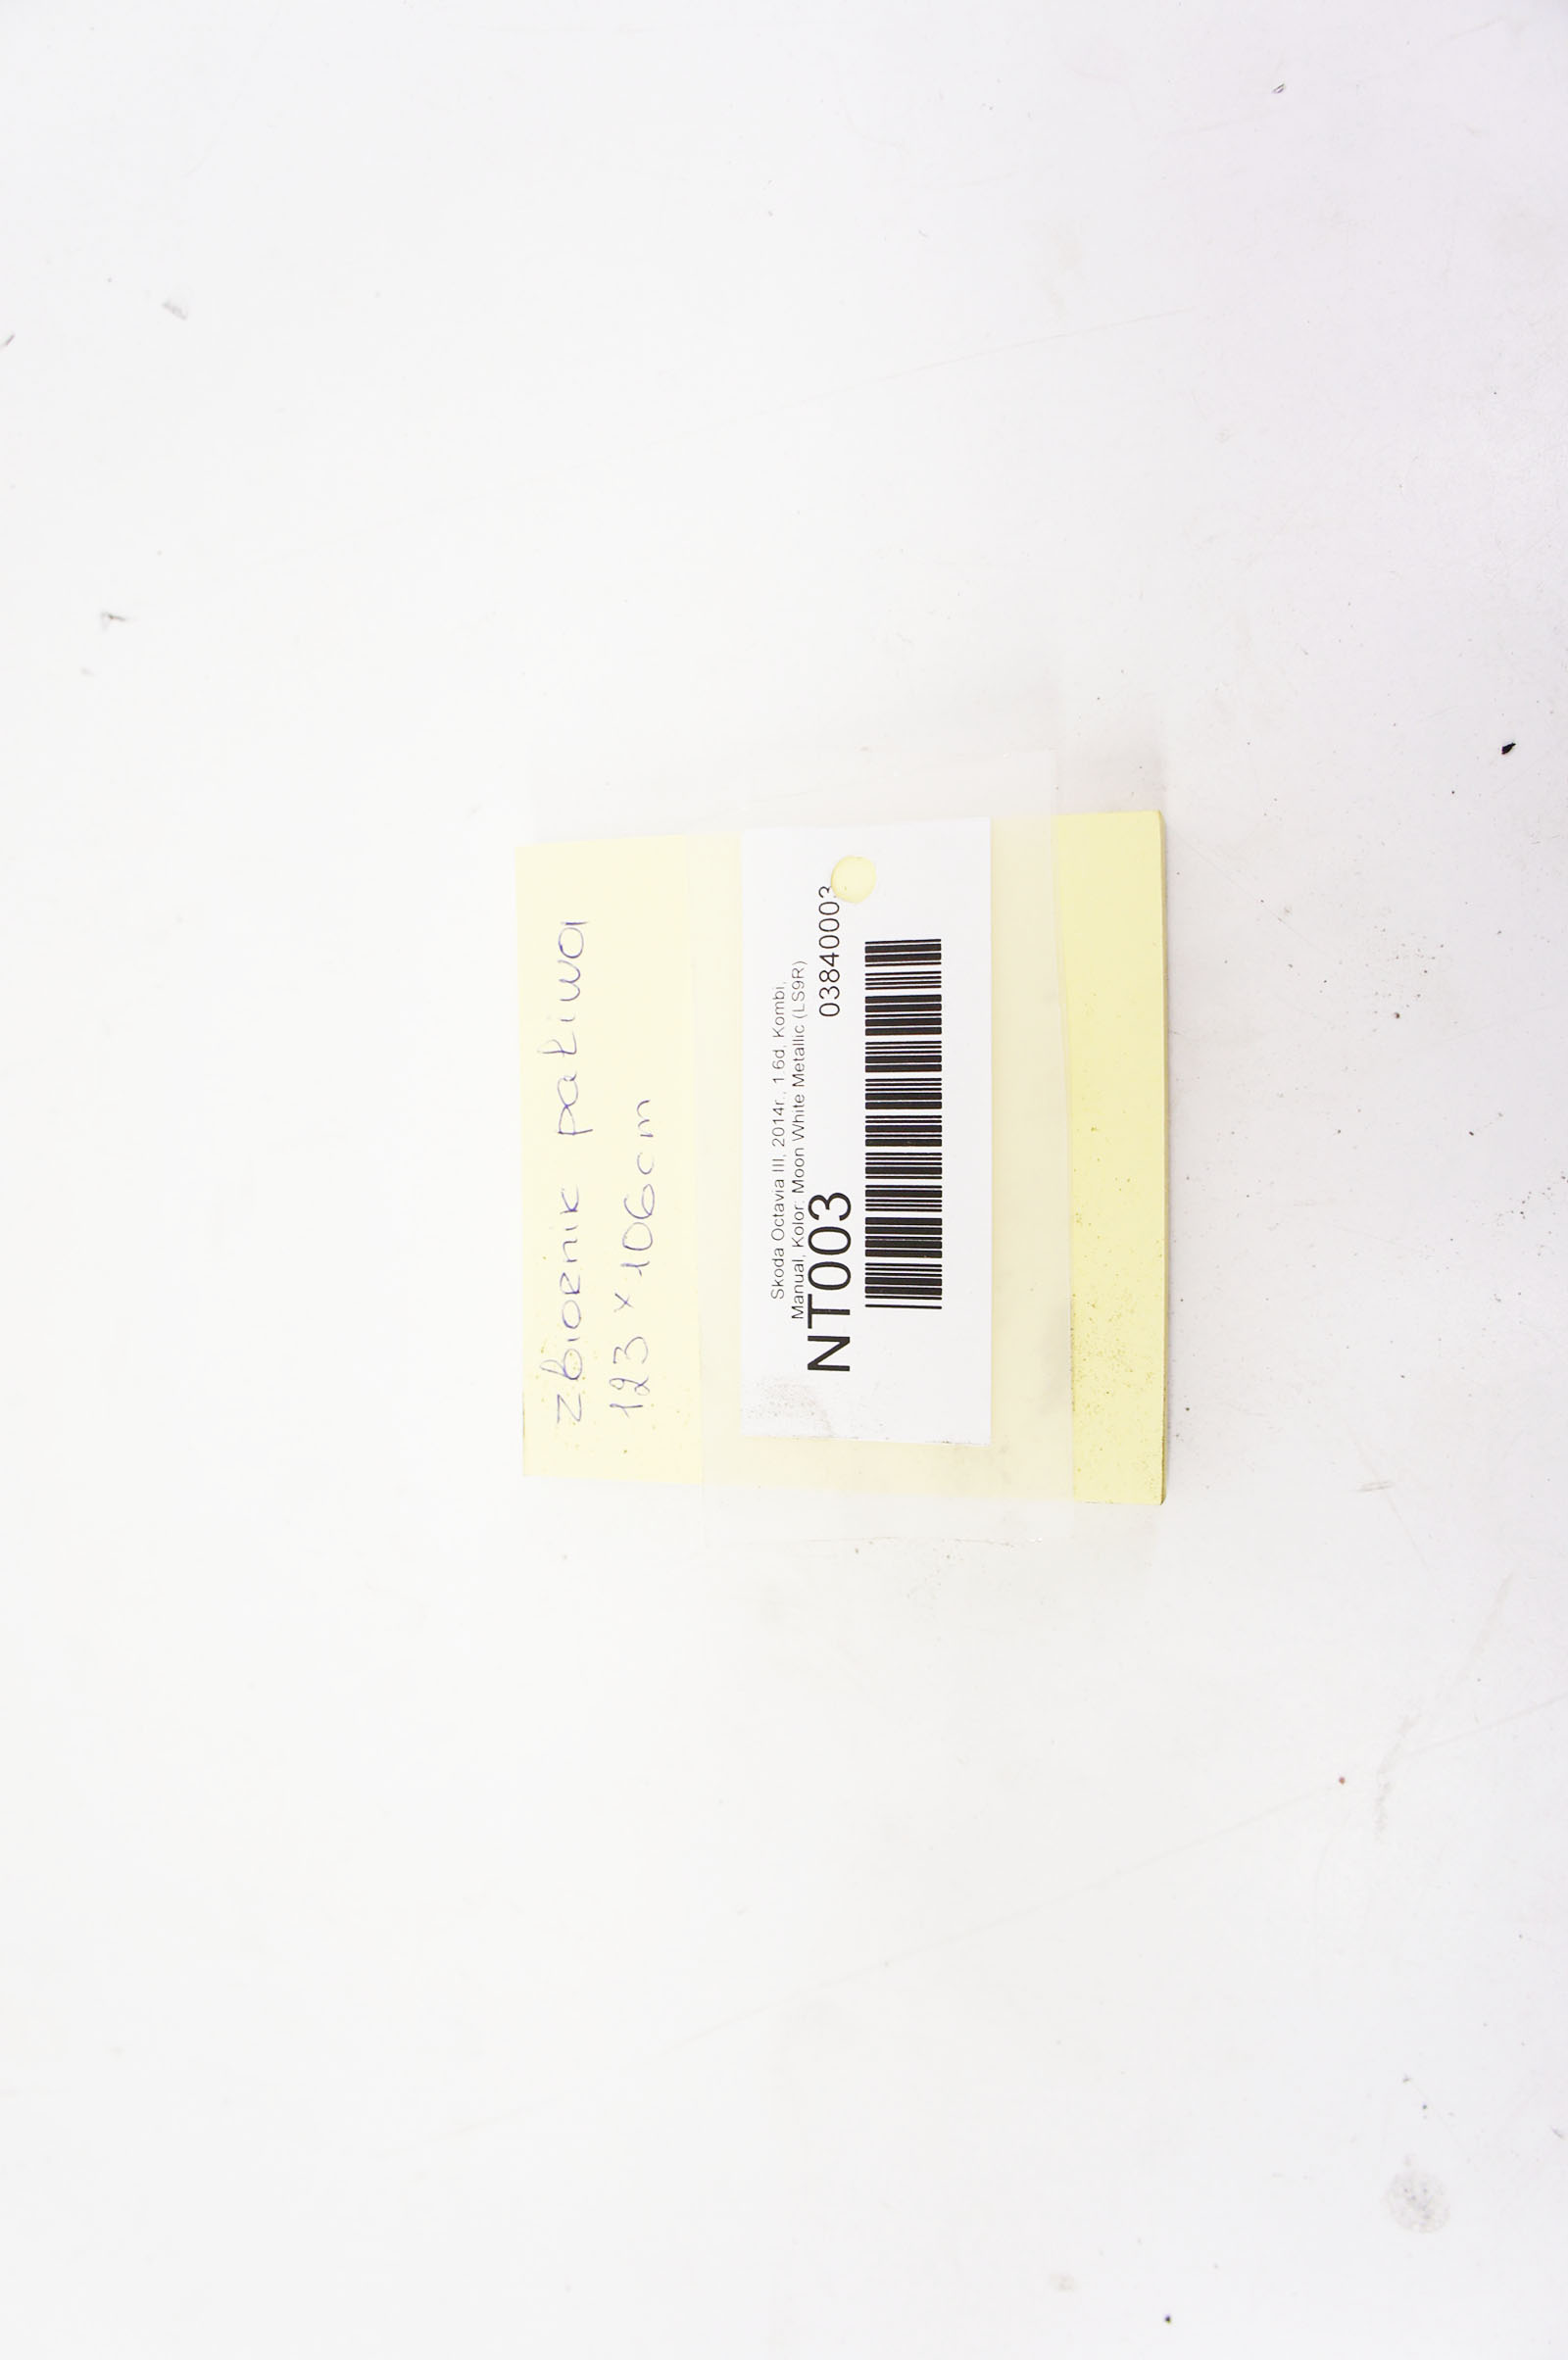 zbiornik paliwa
123 x 106cm
Skoda Octavia III, 2014r., 1.6d, Kombi,
Manual, Kolor: Moon White Metallic (LS9R)
NT003 03840003